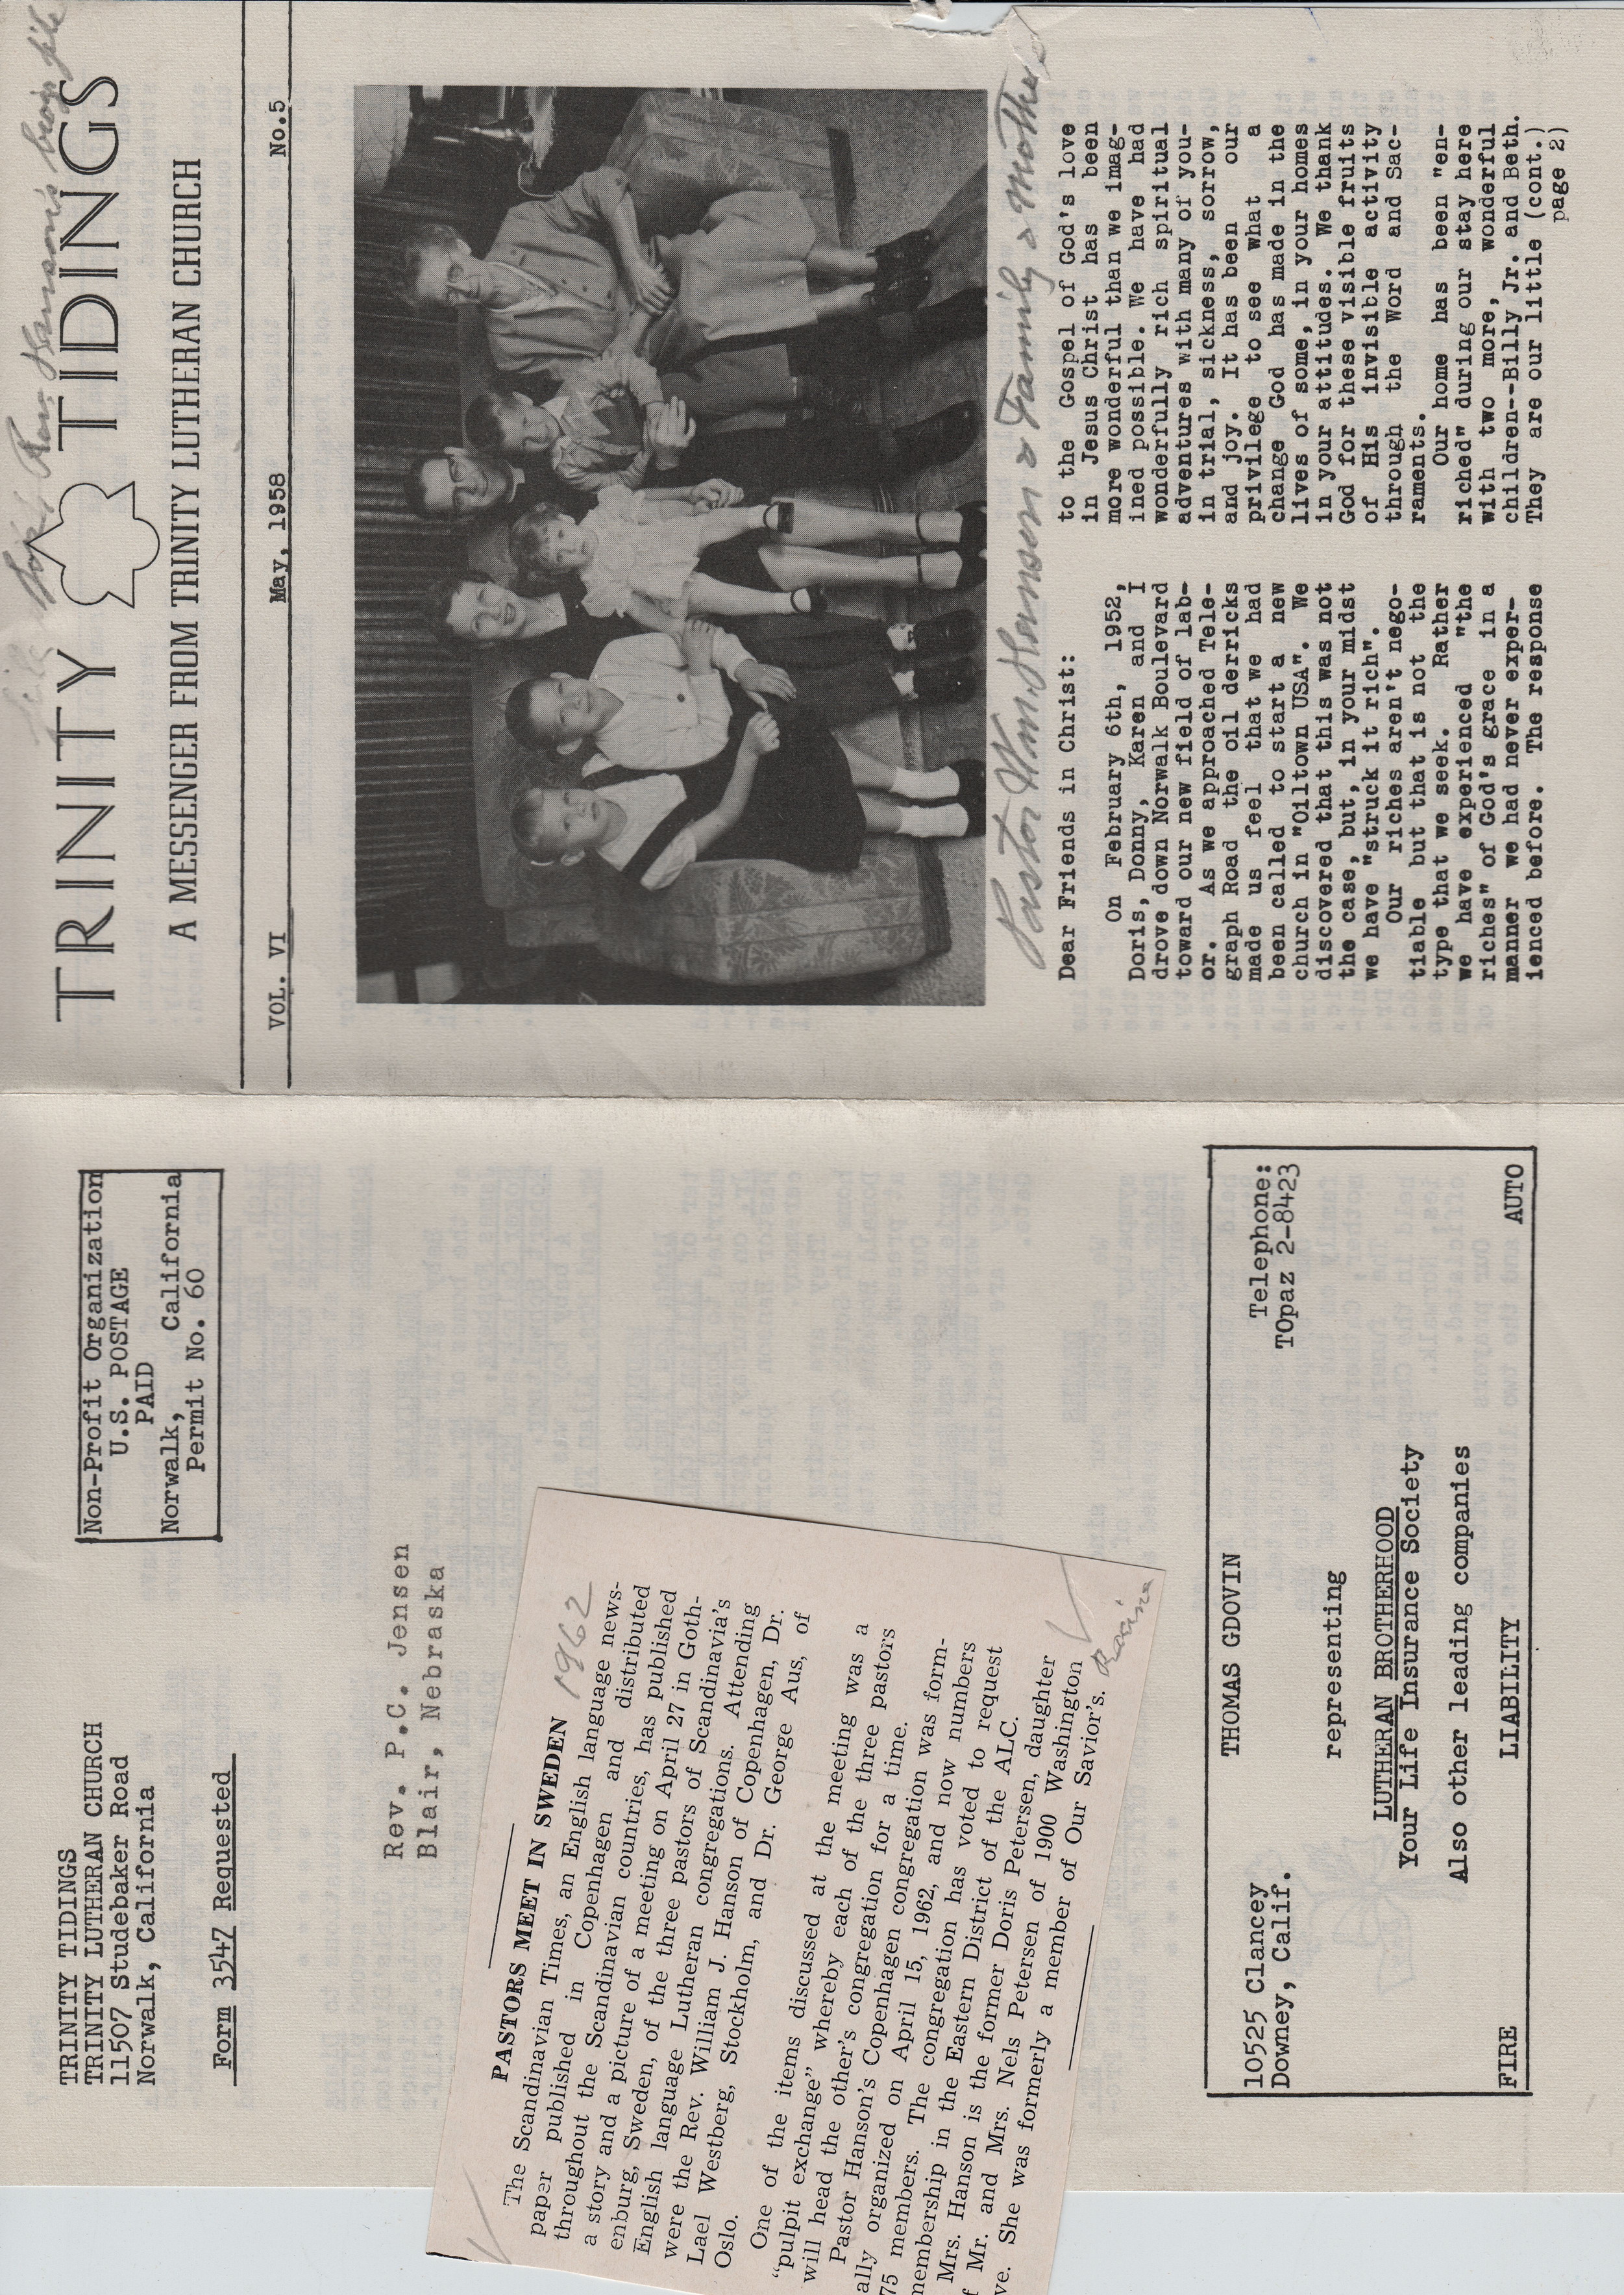 TRINITY TIDINGS
A MESSENGER FROM TRINITY LUTHERAN CHURCH
VOL. VI May, 1958 No.5
Pastor Wm. Hansen & Family & Mother
Dear Friends in Christ:
On February 6th, 1952,
Doris, Donny, Karen and I
drove down Norwalk Boulevard
toward our new field of lab-
or. As we approached Tele-
graph Road the oil derricks
made us feel that we had
been called to start a new
church in "Oiltown USA". We
discovered that this was not
the case, but, in your midst
we have "struck it rich".
Our riches aren't nego-
tiable but that is not the
type that we seek. Rather
we have experienced "the
riches" of God's grace in a
manner we had never exper-
ienced before. The response
to the Gospel of God's love
in Jesus Christ has been
more wonderful than we imag-
ined possible. We have had
wonderfully rich spiritual
adventures with many of you-
in trial, sickness, sorrow,
and joy. It has been our
privilege to see what a
change God has made in the
lives of some, in your homes
in your attitudes. We thank
God for these visible fruits
of His invisible activity
through the Word and Sac-
raments.
Our home has been "en-
riched" during our stay here
with two more, wonderful
children--Billy Jr. and Beth.
They are our little (cont.)
page 2)
TRINITY TIDINGS
TRINITY LUTHERAN CHURCH
11507 Studebaker Road
Norwalk, California
Form 3547 Requested
Non-Profit Organization
U.S. POSTAGE
PAID
Norwalk, California
Permit No. 60
Rev. P.C. Jensen
Blair, Nebraska
PASTORS MEET IN SWEDEN 1962
The Scandinavian Times, an English language news-
paper published in Copenhagen and distributed
throughout the Scandinavian countries, has published
a story and a picture of a meeting on April 27 in Goth-
enburg, Sweden, of the three pastors of Scandinavia's
English language Lutheran congregations. Attending
were the Rev. William J. Hanson of Copenhagen, Dr.
Lael Westberg, Stockholm, and Dr. George Aus, of
Oslo.
One of the items discussed at the meeting was a
"pulpit exchange" whereby each of the three pastors
will head the other's congregation for a time.
Pastor Hanson's Copenhagen congregation was form-
ally organized on April 15, 1962, and now numbers
75 members. The congregation has voted to request
membership in the Eastern District of the ALC.
Mrs. Hanson is the former Doris Petersen, daughter
f Mr. and Mrs. Nels Petersen of 1900 Washington
ve. She was formerly a member of Our Savior's. Racine
THOMAS GDOVIN
10525 Clancey
Downey, Calif.
Telephone:
TOpaz 2-8423
representing
LUTHERAN BROTHERHOOD
Your Life Insurance Society
Also other leading companies
FIRE LIABILITY AUTO